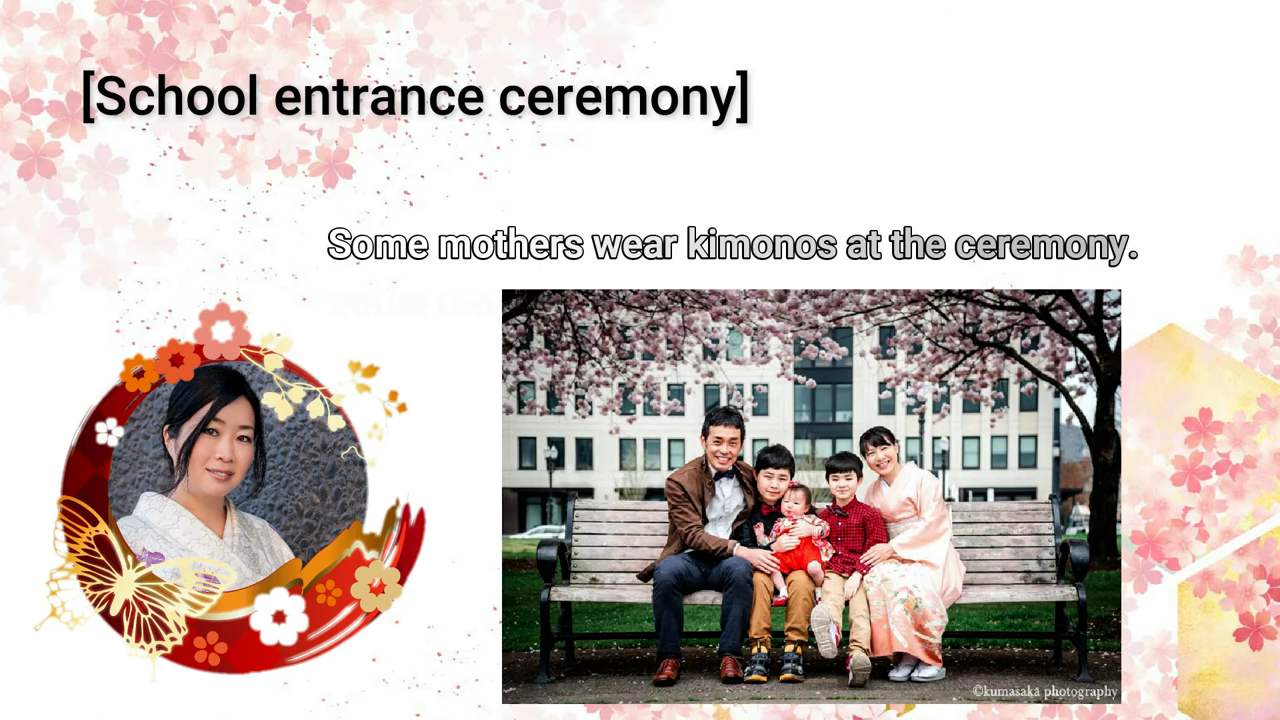 [School entrance ceremony]
Some mothers wear kimonos at the ceremony.
©kumasaka photography